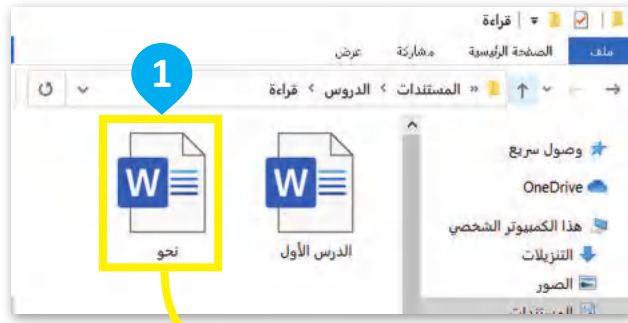 قراءة
ملف الصفحة الرئيسية مشاركة عرض
« المستندات › الدروس › قراءة
1
وصول سريع
OneDrive
هذا الكمبيوتر الشخصي
التنزيلات
الصور
المستندات
W
نحو
W
الدرس الأول